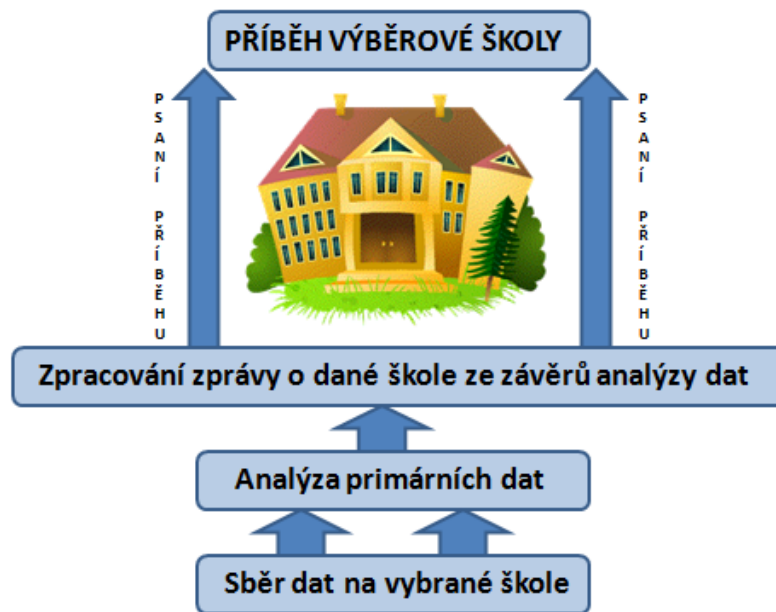 PŘÍBĚH VÝBĚROVÉ ŠKOLY
PSANÍ PŘÍBĚHU
PSANÍ PŘÍBĚHU
Zpracování zprávy o dané škole ze závěrů analýzy dat
Analýza primárních dat
Sběr dat na vybrané škole